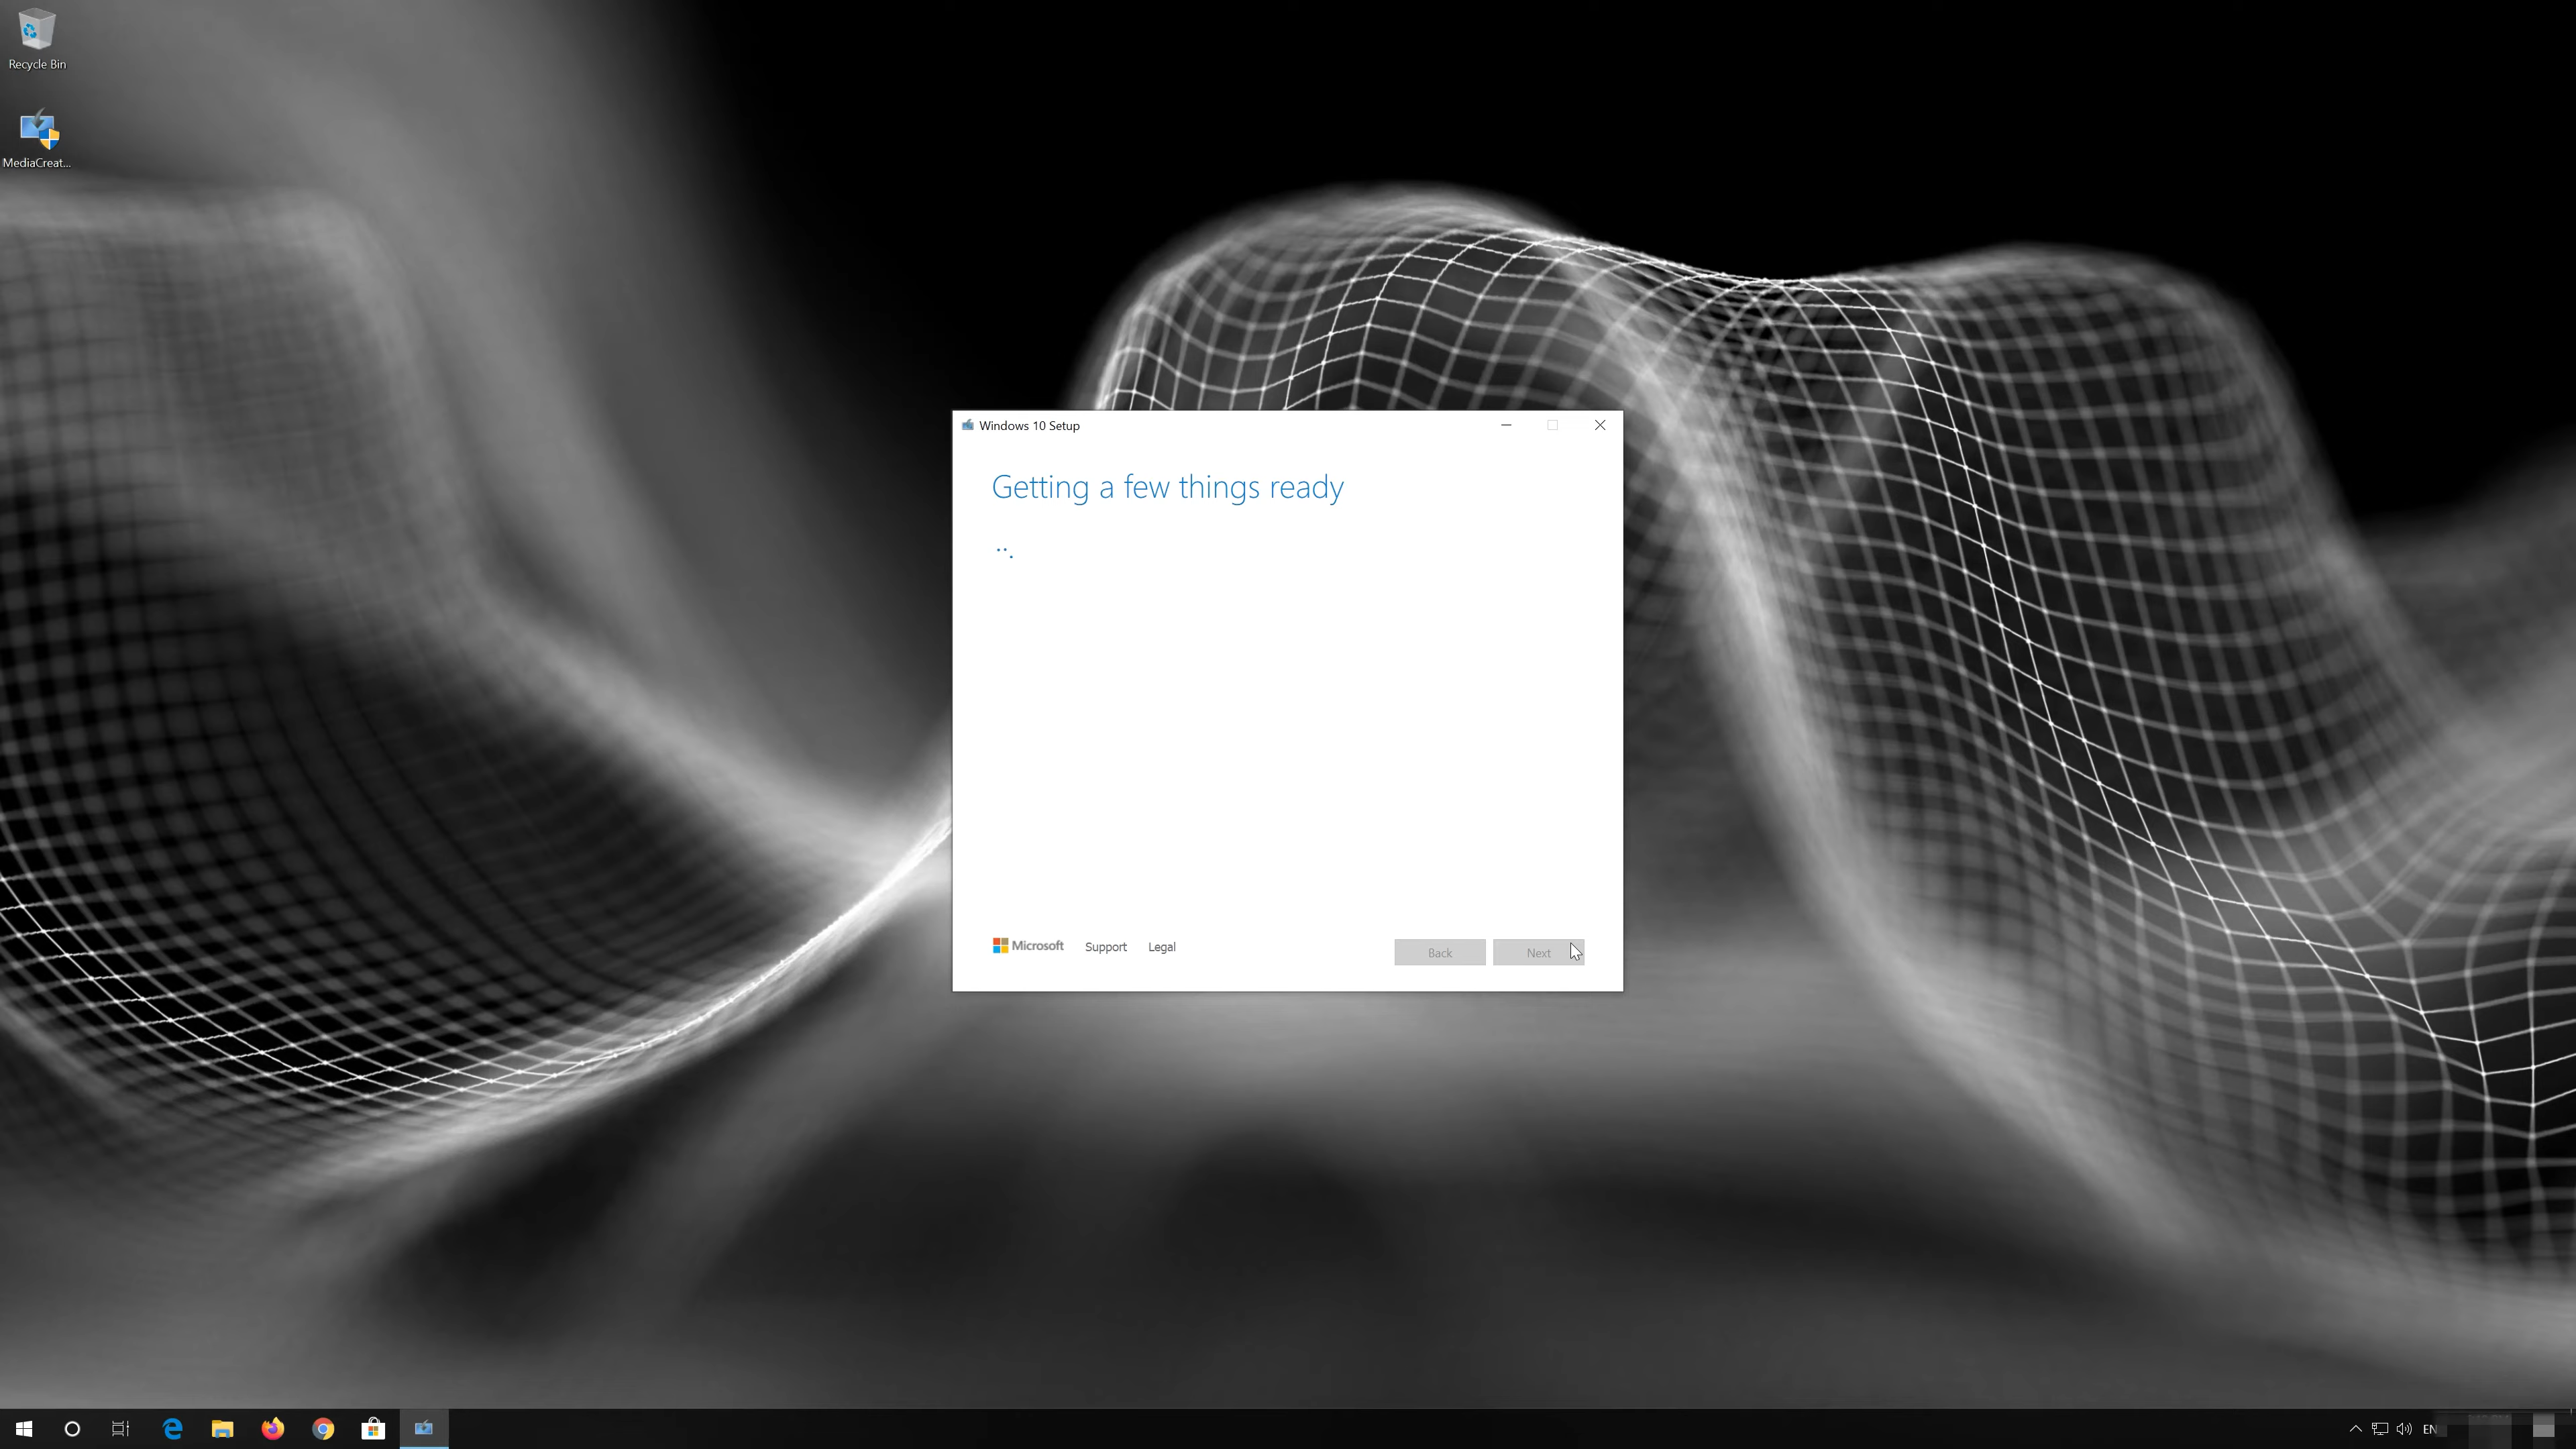 Recycle Bin
MediaCreat...
Windows 10 Setup
Getting a few things ready
Microsoft
Support
Legal
Back
Next
EN